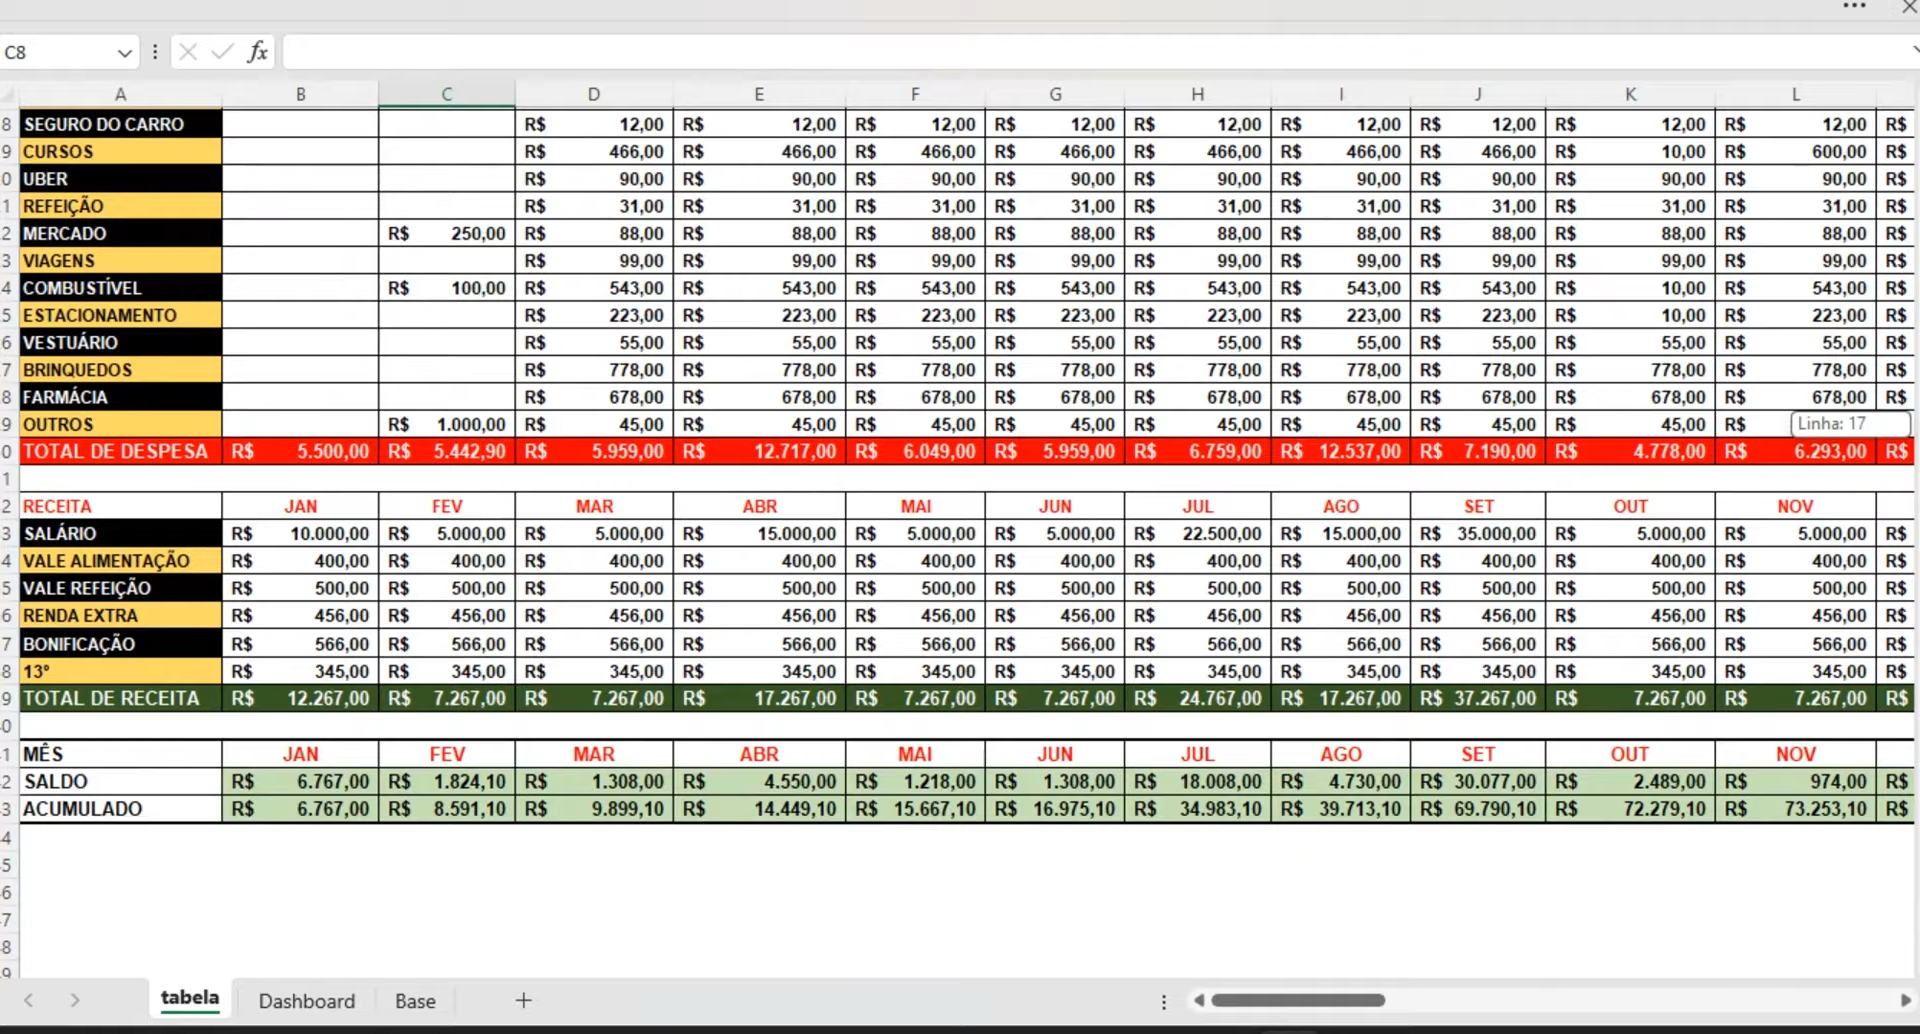 C8 fx
A B C D E F G H I J K L
8 SEGURO DO CARRO R$ 12,00 R$ 12,00 R$ 12,00 R$ 12,00 R$ 12,00 R$ 12,00 R$ 12,00 R$ 12,00 R$ 12,00 R$
9 CURSOS R$ 466,00 R$ 466,00 R$ 466,00 R$ 466,00 R$ 466,00 R$ 466,00 R$ 466,00 R$ 10,00 R$ 600,00 R$
0 UBER R$ 90,00 R$ 90,00 R$ 90,00 R$ 90,00 R$ 90,00 R$ 90,00 R$ 90,00 R$ 90,00 R$ 90,00 R$
1 REFEIÇÃO R$ 31,00 R$ 31,00 R$ 31,00 R$ 31,00 R$ 31,00 R$ 31,00 R$ 31,00 R$ 31,00 R$ 31,00 R$
2 MERCADO R$ 250,00 R$ 88,00 R$ 88,00 R$ 88,00 R$ 88,00 R$ 88,00 R$ 88,00 R$ 88,00 R$ 88,00 R$ 88,00 R$
3 VIAGENS R$ 99,00 R$ 99,00 R$ 99,00 R$ 99,00 R$ 99,00 R$ 99,00 R$ 99,00 R$ 99,00 R$ 99,00 R$
4 COMBUSTÍVEL R$ 100,00 R$ 543,00 R$ 543,00 R$ 543,00 R$ 543,00 R$ 543,00 R$ 543,00 R$ 543,00 R$ 10,00 R$ 543,00 R$
5 ESTACIONAMENTO R$ 223,00 R$ 223,00 R$ 223,00 R$ 223,00 R$ 223,00 R$ 223,00 R$ 223,00 R$ 10,00 R$ 223,00 R$
6 VESTUÁRIO R$ 55,00 R$ 55,00 R$ 55,00 R$ 55,00 R$ 55,00 R$ 55,00 R$ 55,00 R$ 55,00 R$ 55,00 R$
7 BRINQUEDOS R$ 778,00 R$ 778,00 R$ 778,00 R$ 778,00 R$ 778,00 R$ 778,00 R$ 778,00 R$ 778,00 R$ 778,00 R$
8 FARMÁCIA R$ 678,00 R$ 678,00 R$ 678,00 R$ 678,00 R$ 678,00 R$ 678,00 R$ 678,00 R$ 678,00 R$ 678,00 R$
9 OUTROS R$ 1.000,00 R$ 45,00 R$ 45,00 R$ 45,00 R$ 45,00 R$ 45,00 R$ 45,00 R$ 45,00 R$ 45,00 R$ Linha: 17
0 TOTAL DE DESPESA R$ 5.500,00 R$ 5.442,90 R$ 5.959,00 R$ 12.717,00 R$ 6.049,00 R$ 5.959,00 R$ 6.759,00 R$ 12.537,00 R$ 7.190,00 R$ 4.778,00 R$ 6.293,00 R$
1
2 RECEITA JAN FEV MAR ABR MAI JUN JUL AGO SET OUT NOV
3 SALÁRIO R$ 10.000,00 R$ 5.000,00 R$ 5.000,00 R$ 15.000,00 R$ 5.000,00 R$ 5.000,00 R$ 22.500,00 R$ 15.000,00 R$ 35.000,00 R$ 5.000,00 R$ 5.000,00 R$
4 VALE ALIMENTAÇÃO R$ 400,00 R$ 400,00 R$ 400,00 R$ 400,00 R$ 400,00 R$ 400,00 R$ 400,00 R$ 400,00 R$ 400,00 R$ 400,00 R$ 400,00 R$
5 VALE REFEIÇÃO R$ 500,00 R$ 500,00 R$ 500,00 R$ 500,00 R$ 500,00 R$ 500,00 R$ 500,00 R$ 500,00 R$ 500,00 R$ 500,00 R$ 500,00 R$
6 RENDA EXTRA R$ 456,00 R$ 456,00 R$ 456,00 R$ 456,00 R$ 456,00 R$ 456,00 R$ 456,00 R$ 456,00 R$ 456,00 R$ 456,00 R$ 456,00 R$
7 BONIFICAÇÃO R$ 566,00 R$ 566,00 R$ 566,00 R$ 566,00 R$ 566,00 R$ 566,00 R$ 566,00 R$ 566,00 R$ 566,00 R$ 566,00 R$ 566,00 R$
8 13º R$ 345,00 R$ 345,00 R$ 345,00 R$ 345,00 R$ 345,00 R$ 345,00 R$ 345,00 R$ 345,00 R$ 345,00 R$ 345,00 R$ 345,00 R$
9 TOTAL DE RECEITA R$ 12.267,00 R$ 7.267,00 R$ 7.267,00 R$ 17.267,00 R$ 7.267,00 R$ 7.267,00 R$ 24.767,00 R$ 17.267,00 R$ 37.267,00 R$ 7.267,00 R$ 7.267,00 R$
0
1 MÊS JAN FEV MAR ABR MAI JUN JUL AGO SET OUT NOV
2 SALDO R$ 6.767,00 R$ 1.824,10 R$ 1.308,00 R$ 4.550,00 R$ 1.218,00 R$ 1.308,00 R$ 18.008,00 R$ 4.730,00 R$ 30.077,00 R$ 2.489,00 R$ 974,00 R$
3 ACUMULADO R$ 6.767,00 R$ 8.591,10 R$ 9.899,10 R$ 14.449,10 R$ 15.667,10 R$ 16.975,10 R$ 34.983,10 R$ 39.713,10 R$ 69.790,10 R$ 72.279,10 R$ 73.253,10 R$
4
5
6
7
8
9
tabela Dashboard Base +